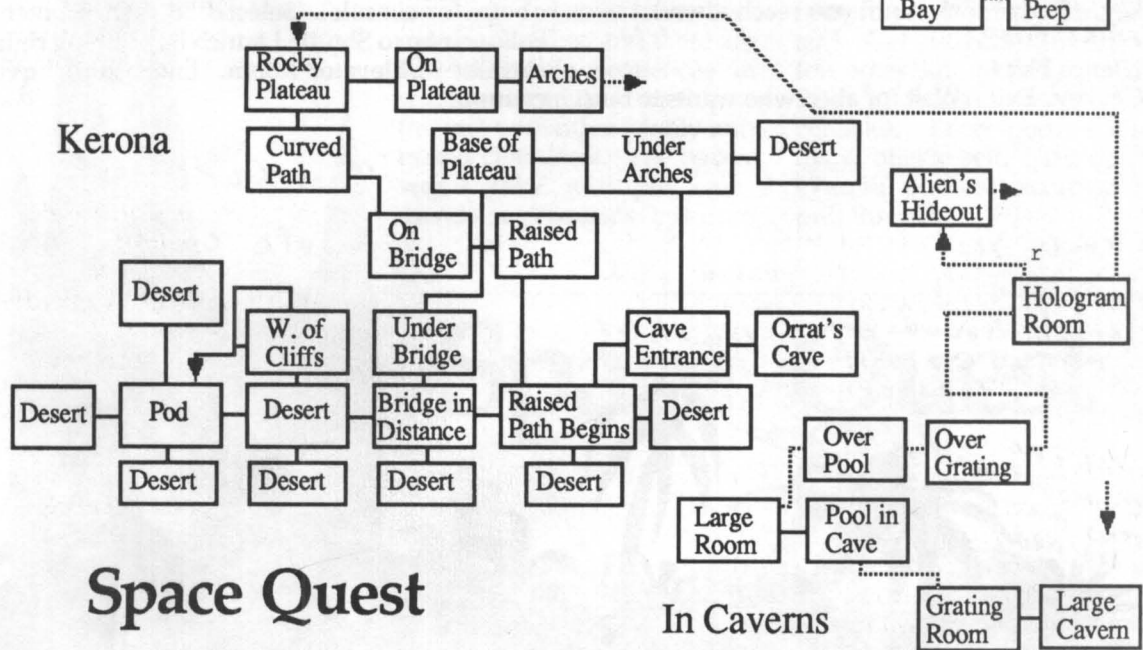 Bay
Prep
Rocky
Plateau
On
Plateau
Arches
Kerona
Curved
Path
Base of
Plateau
Under
Arches
Desert
Alien's
Hideout
On
Bridge
Raised
Path
r
Desert
Hologram
Room
W. of
Cliffs
Under
Bridge
Cave
Entrance
Orrat's
Cave
Desert
Pod
Desert
Bridge in
Distance
Raised
Path Begins
Desert
Over
Pool
Over
Grating
Desert
Desert
Desert
Desert
Large
Room
Pool in
Cave
Space Quest
In Caverns
Grating
Room
Large
Cavern